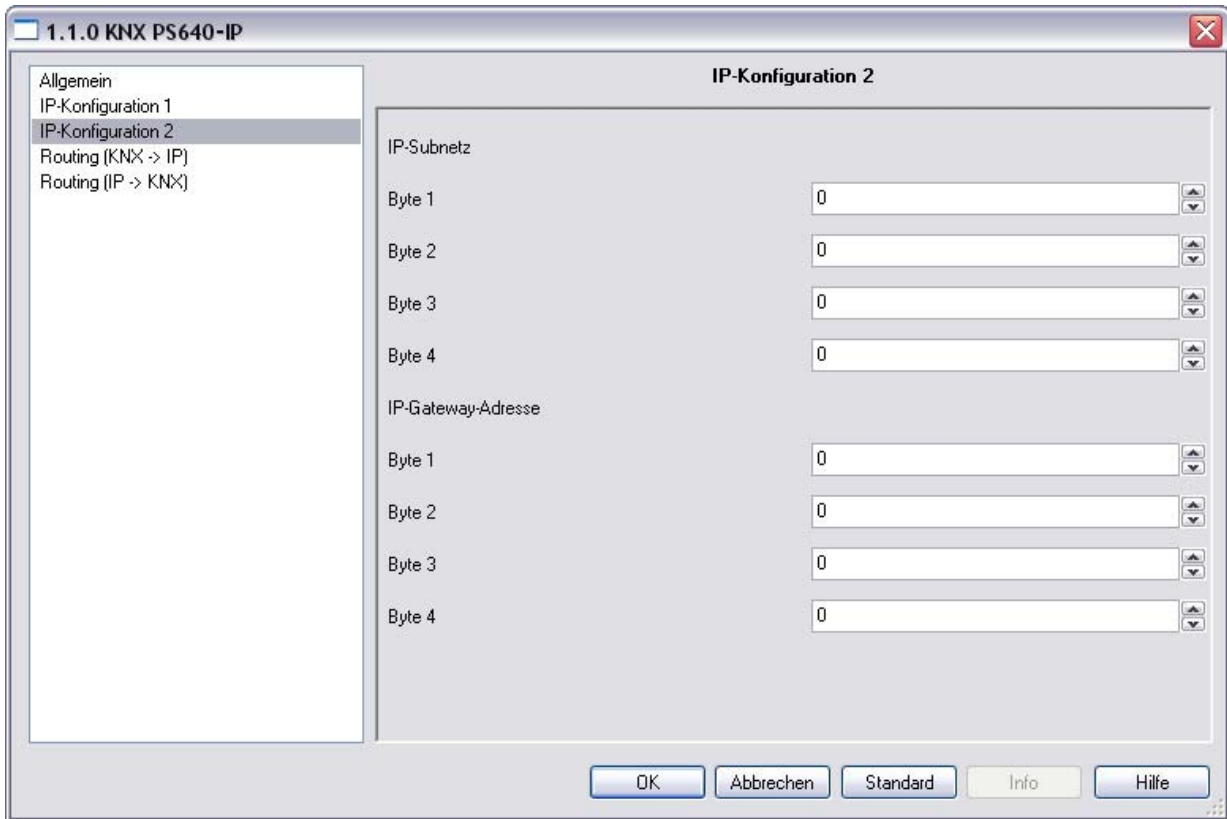 1.1.0 KNX PS640-IP
Allgemein
IP-Konfiguration 1
IP-Konfiguration 2
Routing (KNX -> IP)
Routing (IP -> KNX)
IP-Konfiguration 2
IP-Subnetz
Byte 1 0
Byte 2 0
Byte 3 0
Byte 4 0
IP-Gateway-Adresse
Byte 1 0
Byte 2 0
Byte 3 0
Byte 4 0
OK Abbrechen Standard Info Hilfe